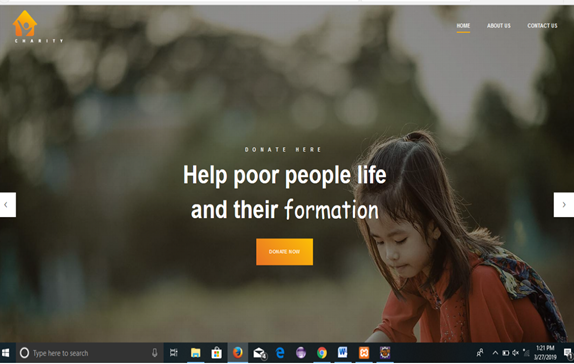 CHARITY
HOME ABOUT US CONTACT US
DONATE HERE
Help poor people life
and their formation
DONATE NOW
Type here to search
1:21 PM
3/27/2019